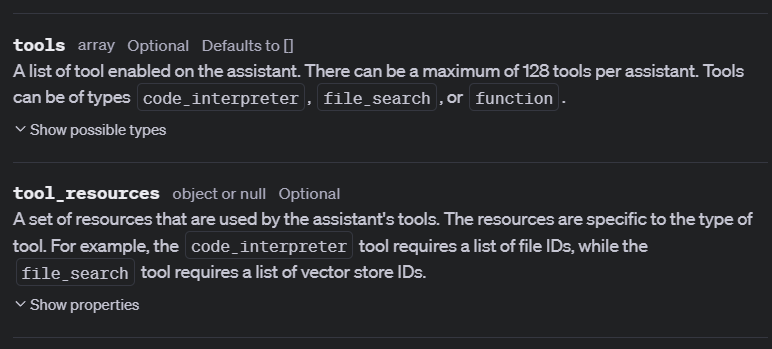 tools array Optional Defaults to []
A list of tool enabled on the assistant. There can be a maximum of 128 tools per assistant. Tools
can be of types code_interpreter, file_search, or function.
Show possible types
tool_resources object or null Optional
A set of resources that are used by the assistant's tools. The resources are specific to the type of
tool. For example, the code_interpreter tool requires a list of file IDs, while the
file_search tool requires a list of vector store IDs.
Show properties